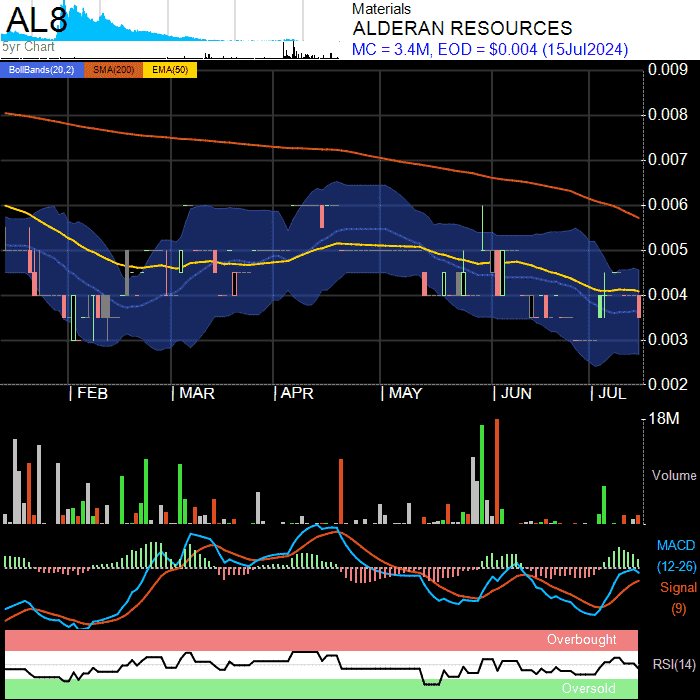 AL8
5yr Chart
Materials
ALDERAN RESOURCES
MC = 3.4M, EOD = $0.004 (15Jul2024)
BollBands(20,2) SMA(200) EMA(50)
0.009
0.008
0.007
0.006
0.005
0.004
0.003
0.002
| FEB | MAR | APR | MAY | JUN | JUL
18M
Volume
MACD
(12-26)
Signal
(9)
Overbought
RSI(14)
Oversold